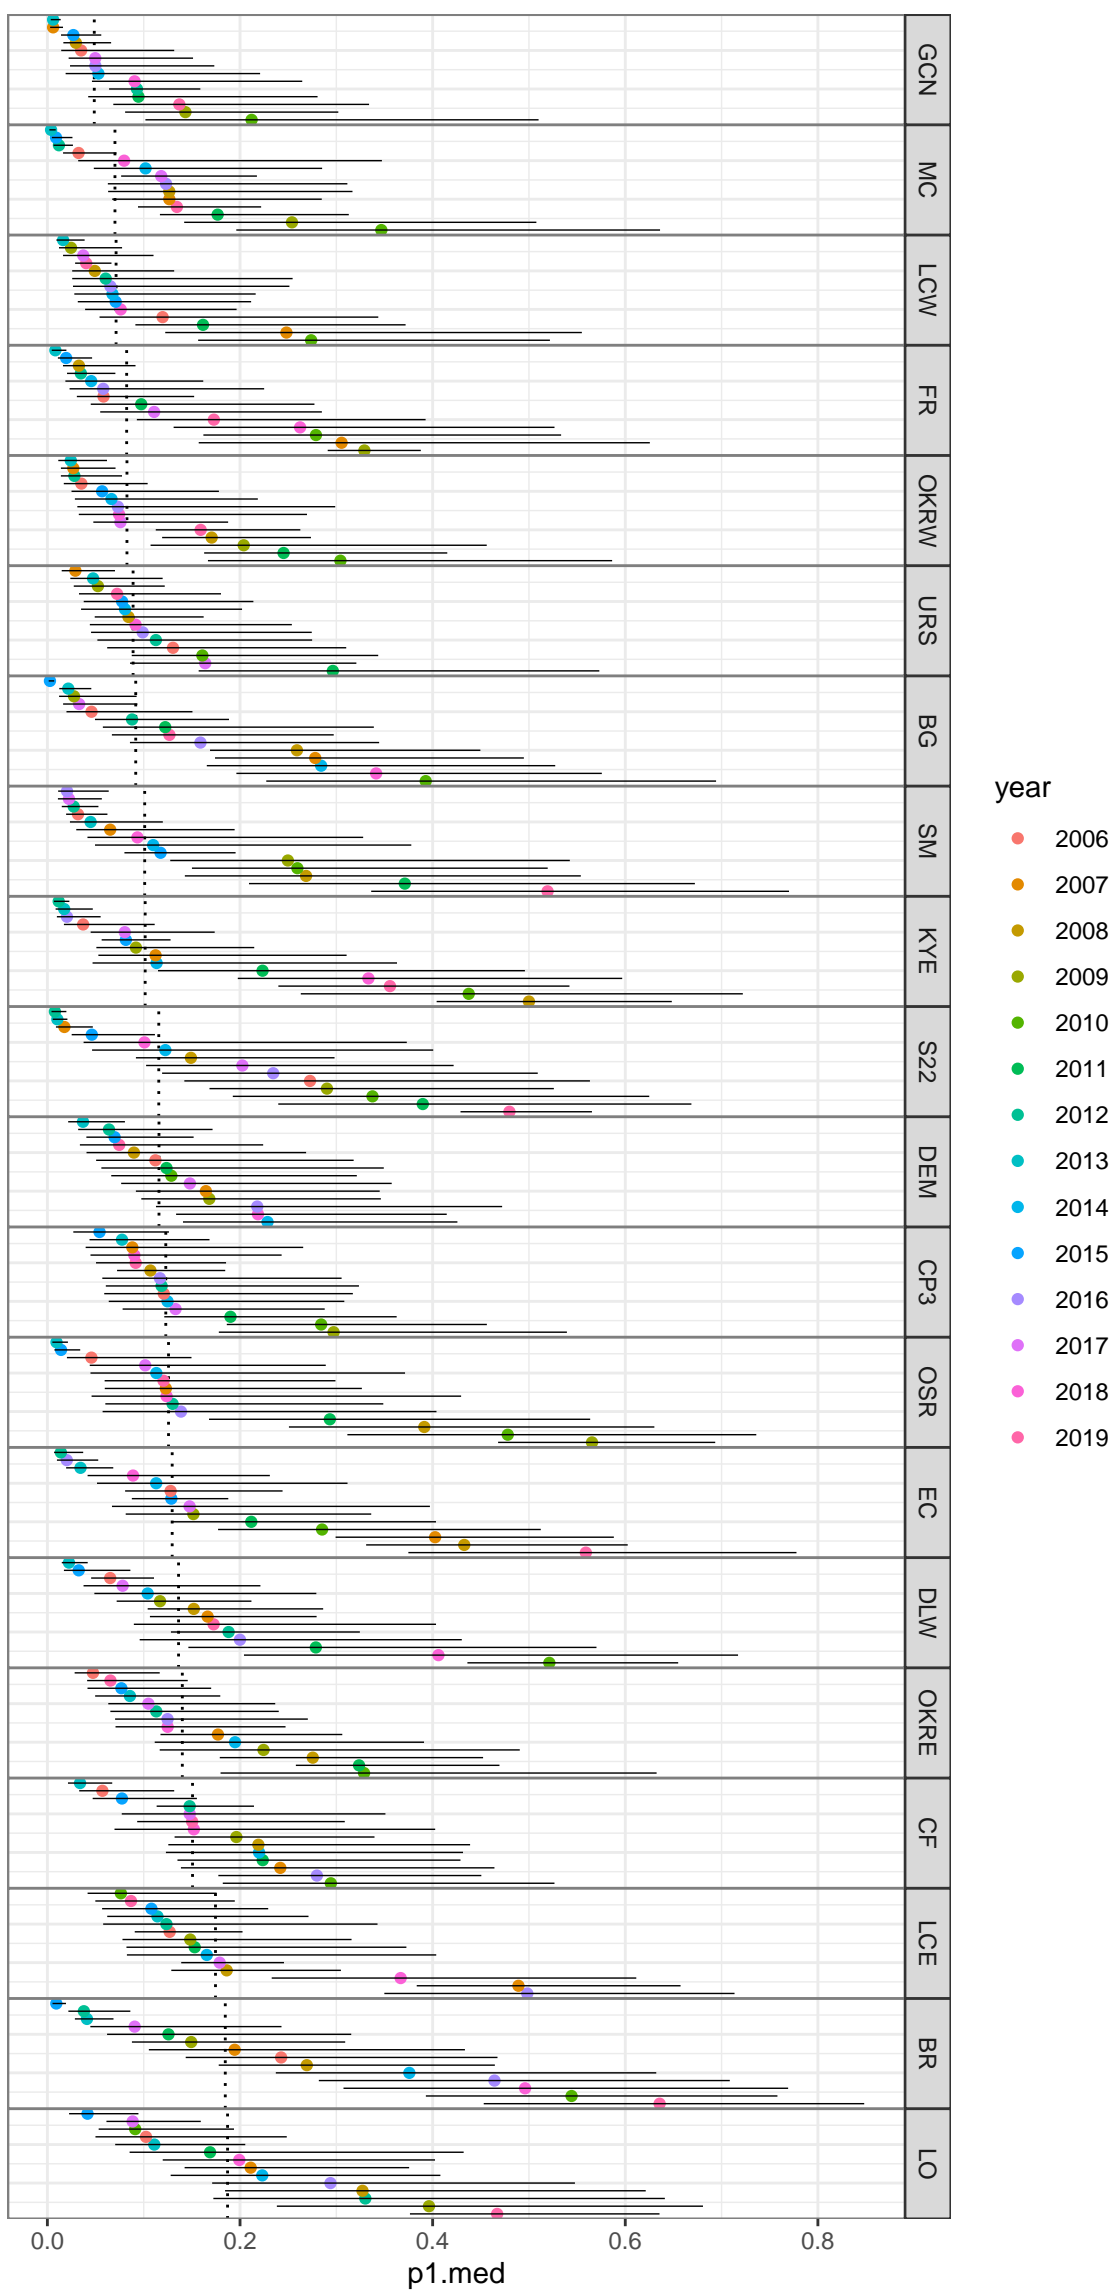 GCN
MC
LCW
FR
OKRW
URS
BG
SM
KYE
S22
DEM
CP3
OSR
EC
DLW
OKRE
CF
LCE
BR
LO
0.0 0.2 0.4 0.6 0.8
p1.med
year
2006
2007
2008
2009
2010
2011
2012
2013
2014
2015
2016
2017
2018
2019